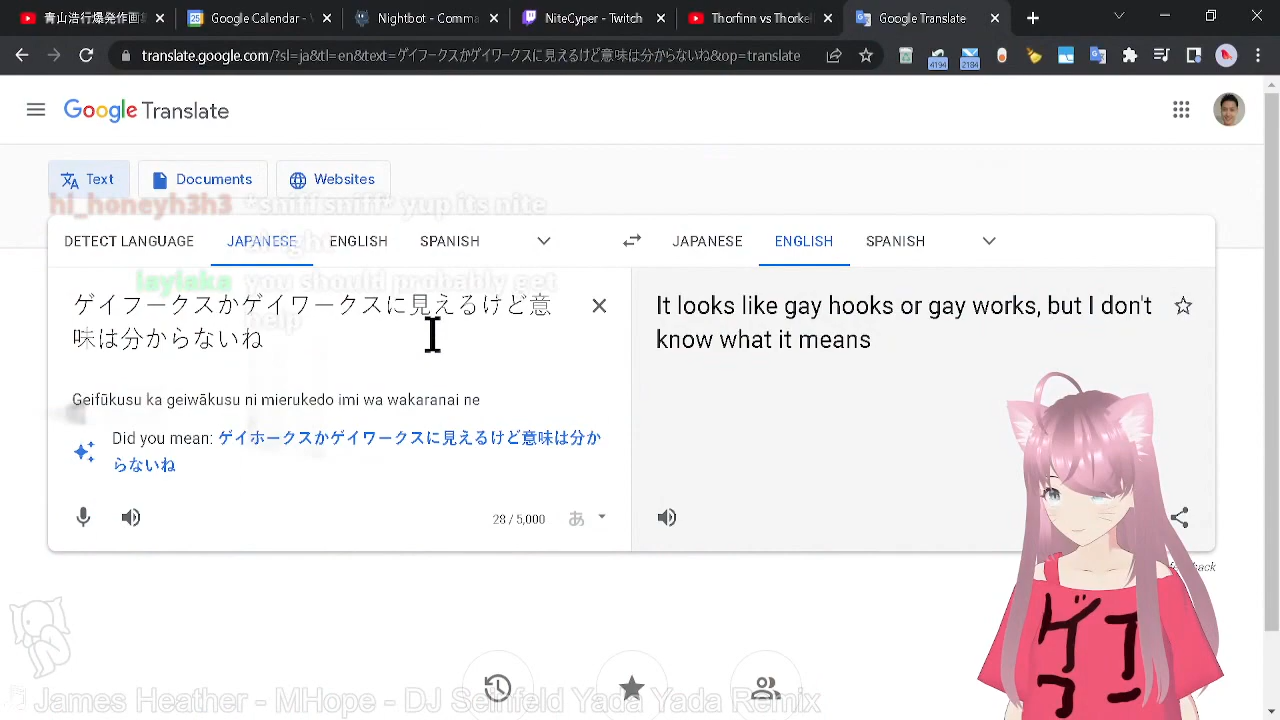 青山洋行爆発伴画
Google Calendar - \
Nightbot - Comma
NiteCype - Twitch
Thorfinn vs Thorkel
Google Translate
translate.google.com/?sl=ja&tl=en&text=ゲイフークスかゲイワークスに見えるけど意味は分からないね&op=translate
4194
2184
Google Translate
Text
Documents
Websites
hi_honeyh3h3 *sniff sniff* yup its nite alright
DETECT LANGUAGE
JAPANESE
ENGLISH
SPANISH
JAPANESE
ENGLISH
SPANISH
laylaka you should probably get help
ゲイフークスかゲイワークスに見えるけど意
味は分からないね
It looks like gay hooks or gay works, but I don't
know what it means
Geifūkusu ka geiwākusu ni mierukedo imi wa wakaranai ne
Did you mean: ゲイホークスかゲイワークスに見えるけど意味は分か
らないね
28 / 5,000
あ
James Heather - MHope - DJ Seinfeld Yada Yada Remix